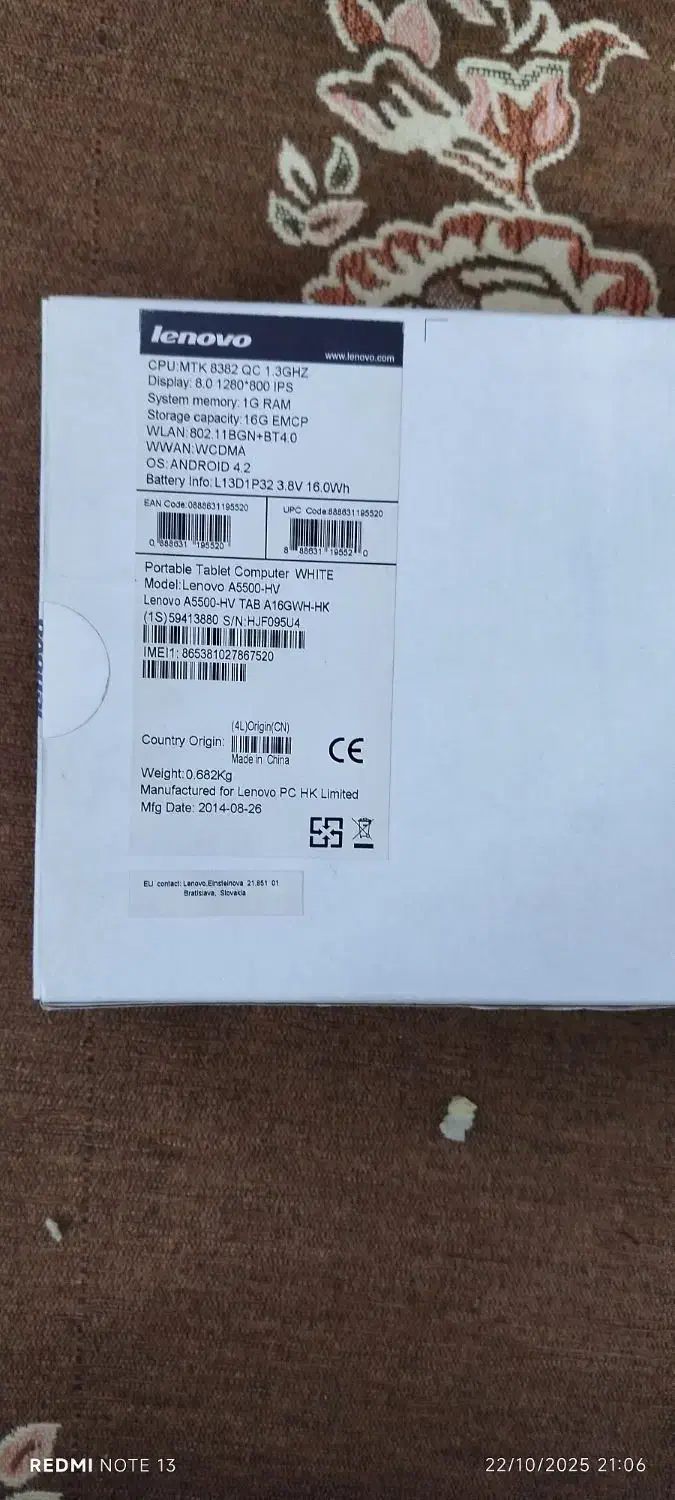 lenovo
www.lenovo.com
CPU:MTK 8382 QC 1.3GHZ
Display: 8.0 1280*800 IPS
System memory: 1G RAM
Storage capacity: 16G EMCP
WLAN: 802.11BGN+BT4.0
WWAN:WCDMA
OS: ANDROID 4.2
Battery Info: L13D1P32 3.8V 16.0Wh
EAN Code:0888631195520
0 888631 195520
UPC Code:888631195520
8 88631 19552 0
Portable Tablet Computer WHITE
Model:Lenovo A5500-HV
Lenovo A5500-HV TAB A16GWH-HK
(1S)59413880 S/N:HJF095U4
IMEI1: 865381027867520
(4L)Origin(CN)
Country Origin:
Made in China
CE
Weight:0.682Kg
Manufactured for Lenovo PC HK Limited
Mfg Date: 2014-08-26
EU contact: Lenovo,Einsteinova 21,851 01
Bratislava, Slovakia
REDMI NOTE 13
22/10/2025 21:06